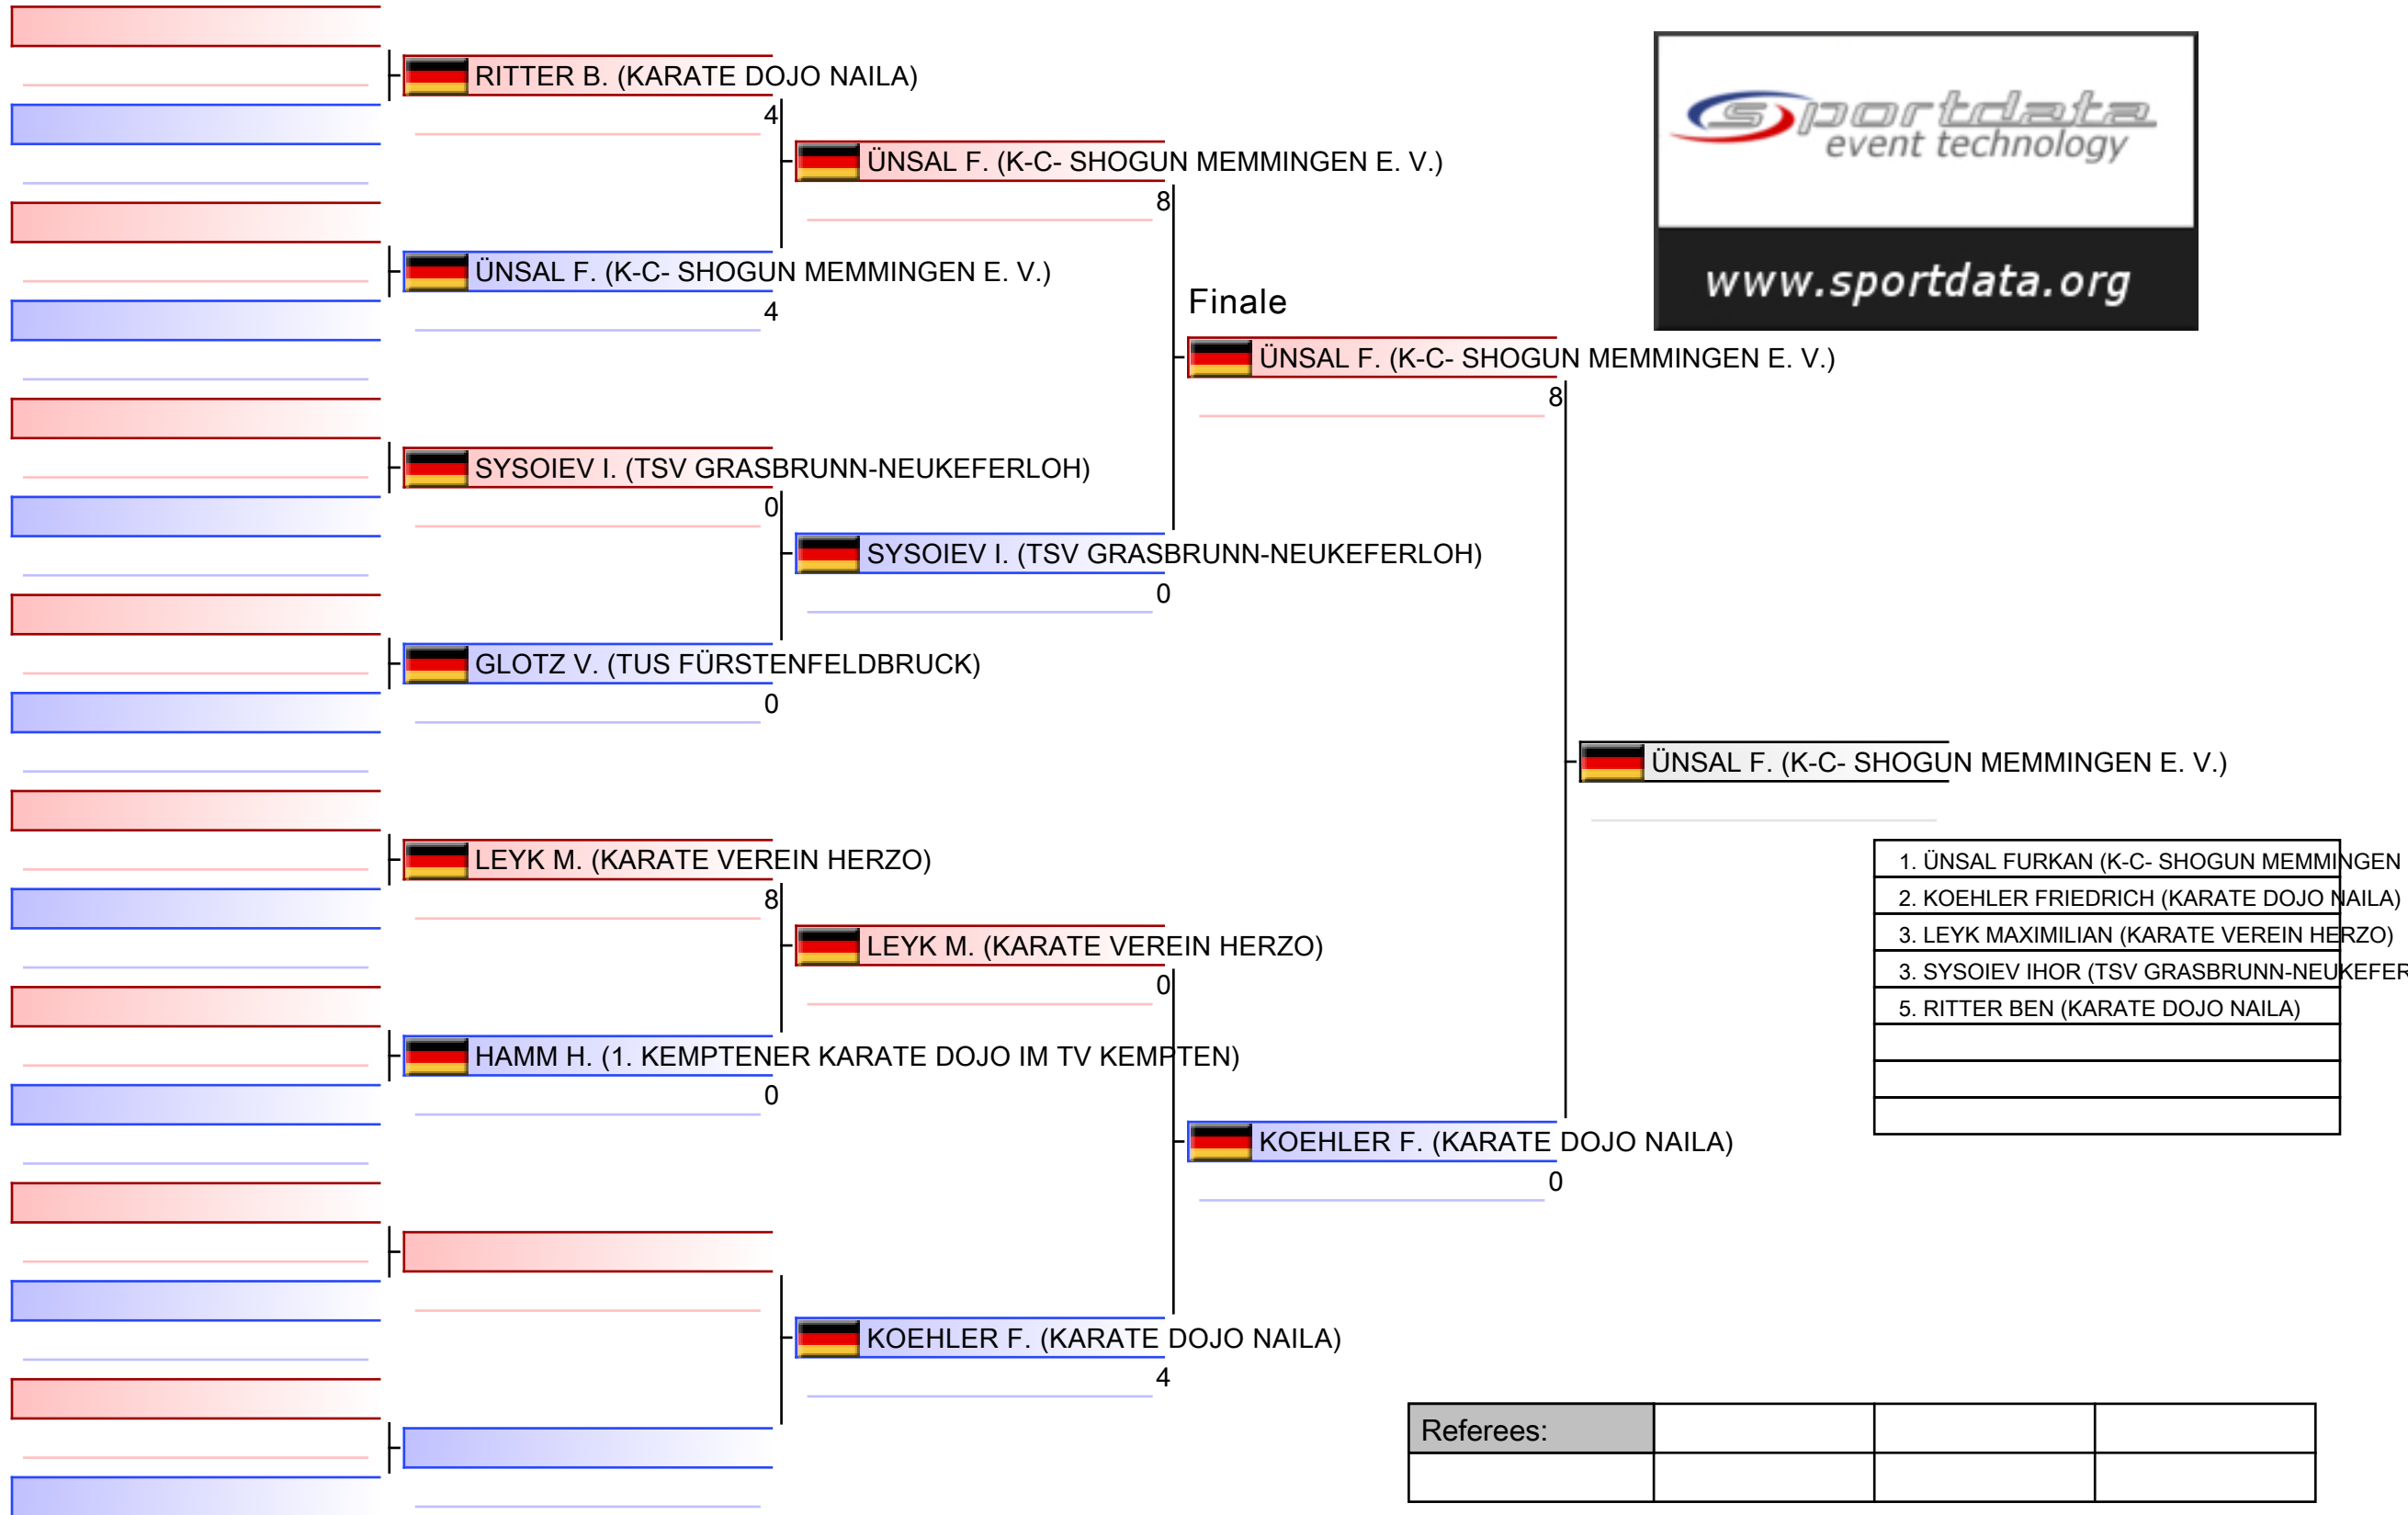 RITTER B. (KARATE DOJO NAILA)
4
ÜNSAL F. (K-C- SHOGUN MEMMINGEN E. V.)
4
SYSOIEV I. (TSV GRASBRUNN-NEUKEFERLOH)
0
GLOTZ V. (TUS FÜRSTENFELDBRUCK)
0
LEYK M. (KARATE VEREIN HERZO)
8
HAMM H. (1. KEMPTENER KARATE DOJO IM TV KEMPTEN)
0
ÜNSAL F. (K-C- SHOGUN MEMMINGEN E. V.)
8
SYSOIEV I. (TSV GRASBRUNN-NEUKEFERLOH)
0
LEYK M. (KARATE VEREIN HERZO)
0
KOEHLER F. (KARATE DOJO NAILA)
4
Finale
ÜNSAL F. (K-C- SHOGUN MEMMINGEN E. V.)
8
KOEHLER F. (KARATE DOJO NAILA)
0
ÜNSAL F. (K-C- SHOGUN MEMMINGEN E. V.)
sportdata
event technology
www.sportdata.org
1. ÜNSAL FURKAN (K-C- SHOGUN MEMMINGEN
2. KOEHLER FRIEDRICH (KARATE DOJO NAILA)
3. LEYK MAXIMILIAN (KARATE VEREIN HERZO)
3. SYSOIEV IHOR (TSV GRASBRUNN-NEUKEFER
5. RITTER BEN (KARATE DOJO NAILA)
Referees: